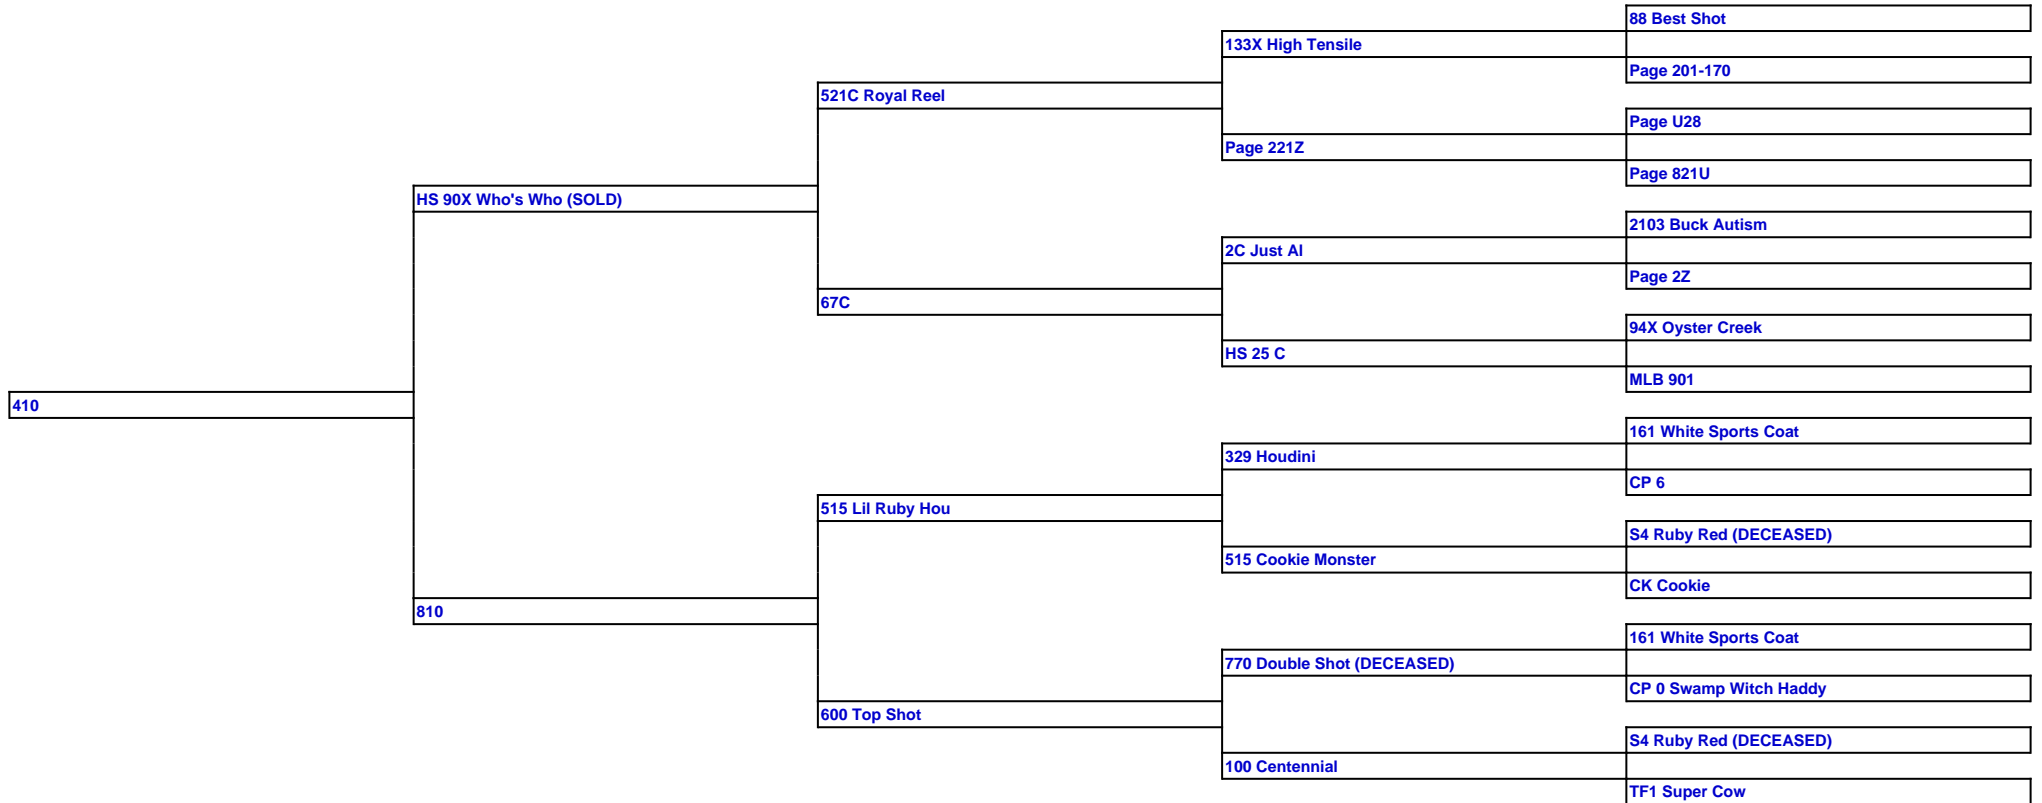 88 Best Shot
133X High Tensile
Page 201-170
521C Royal Reel
Page U28
Page 221Z
Page 821U
HS 90X Who's Who (SOLD)
2103 Buck Autism
2C Just AI
Page 2Z
67C
94X Oyster Creek
HS 25 C
MLB 901
410
161 White Sports Coat
329 Houdini
CP 6
515 Lil Ruby Hou
S4 Ruby Red (DECEASED)
515 Cookie Monster
CK Cookie
810
161 White Sports Coat
770 Double Shot (DECEASED)
CP 0 Swamp Witch Haddy
600 Top Shot
S4 Ruby Red (DECEASED)
100 Centennial
TF1 Super Cow